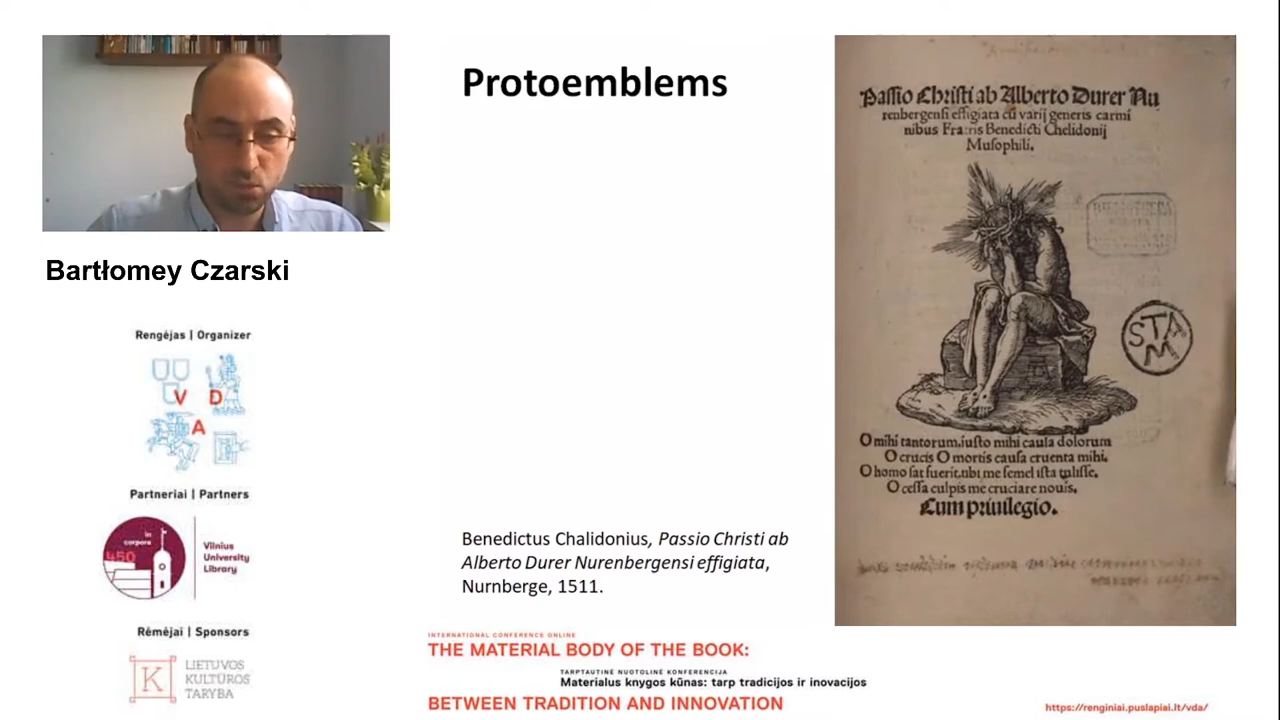 Protoemblems
Bartłomey Czarski
Rengėjas | Organizer
V D
A
Partneriai | Partners
in
corpore
450
Vilnius
University
Library
Rėmėjai | Sponsors
K
LIETUVOS
KULTŪROS
TARYBA
Benedictus Chalidonius, Passio Christi ab
Alberto Durer Nurenbergensi effigiata,
Nurnberge, 1511.
Passio Christi ab Alberto Durer Nu
renbergensi effigiata cū varij generis carmi
nibus Fratris Benedicti Chelidonij
Musophili.
BIBLIOTHECA
STA
M
O mihi tantorum, iusto mihi causa dolorum
O crucis O mortis causa cruenta mihi.
O homo sat fuerit, tibi me semel ista tulisse.
O cessa culpis me cruciare nouis.
Cum priuilegio.
INTERNATIONAL CONFERENCE ONLINE
THE MATERIAL BODY OF THE BOOK:
TARPTAUTINĖ NUOTOLINĖ KONFERENCIJA
Materialus knygos kūnas: tarp tradicijos ir inovacijos
BETWEEN TRADITION AND INNOVATION
https://renginiai.puslapiai.lt/vda/